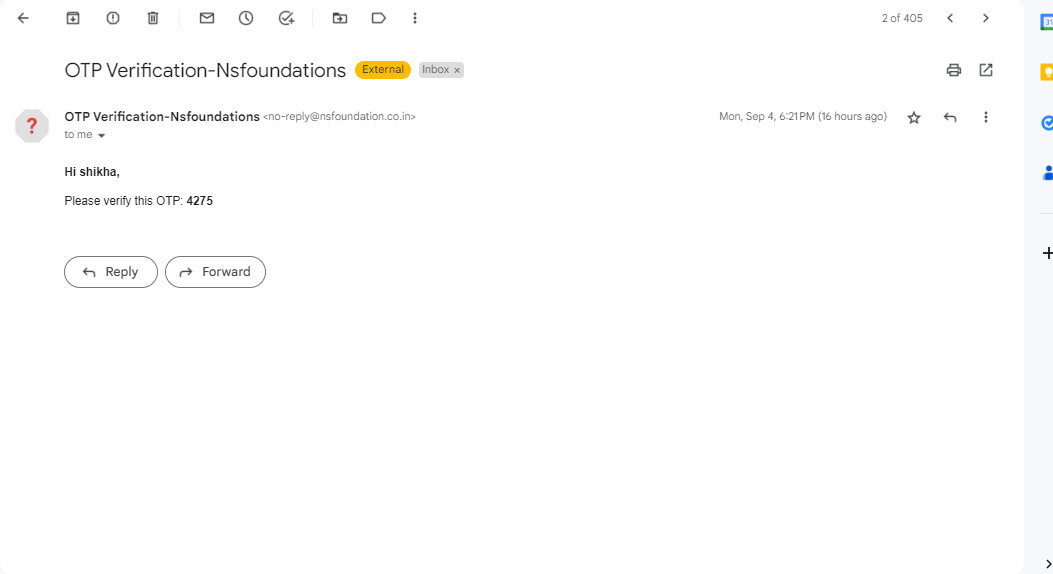 2 of 405
OTP Verification-Nsfoundations External Inbox ×
31
?
OTP Verification-Nsfoundations <no-reply@nsfoundation.co.in> Mon, Sep 4, 6:21 PM (16 hours ago)
to me
Hi shikha,
Please verify this OTP: 4275
Reply Forward